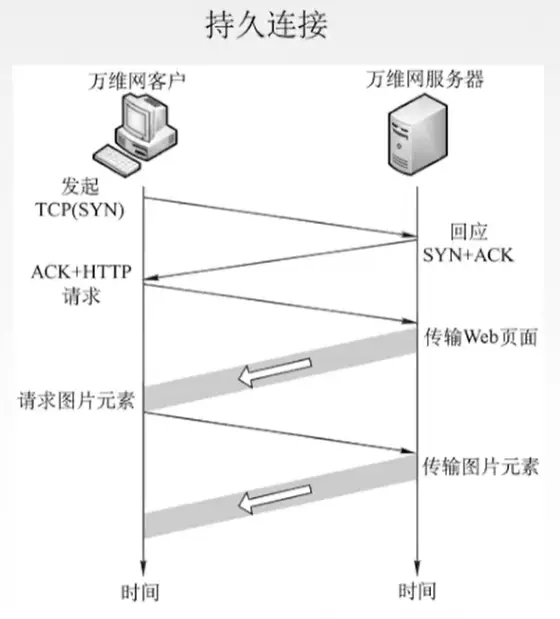 持久连接
万维网客户
万维网服务器
发起
TCP(SYN)
回应
SYN+ACK
ACK+HTTP
请求
传输Web页面
请求图片元素
传输图片元素
时间
时间